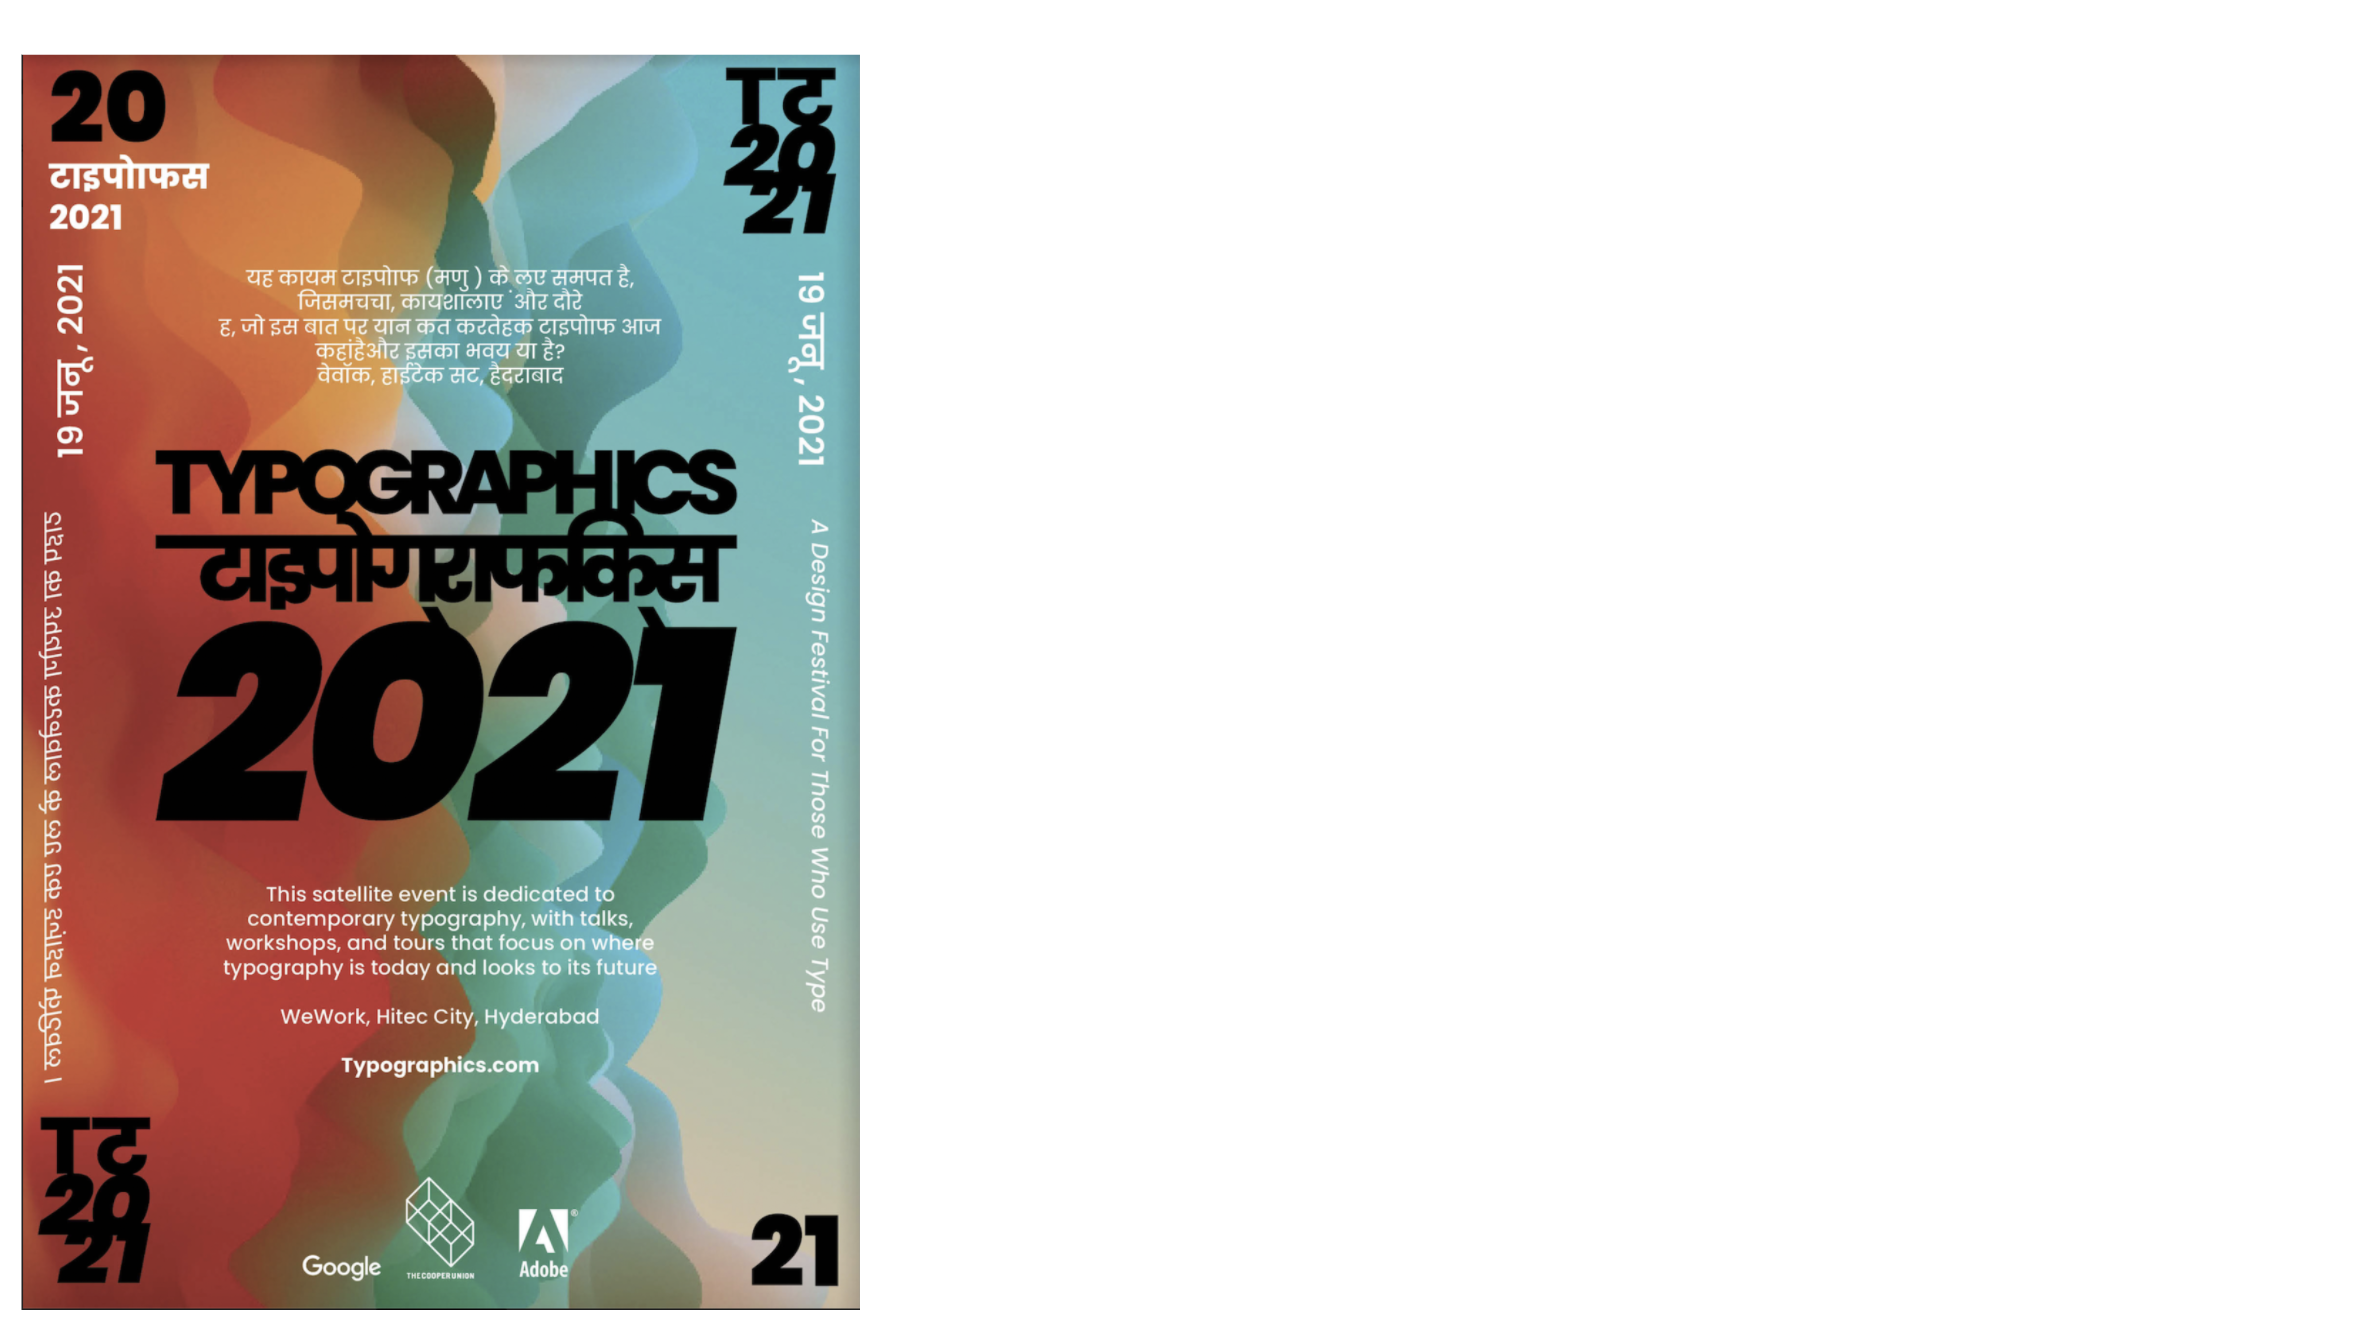 20
टाइपोाफस
2021
Tट
20
21
19 जनू , 2021
19 जनू , 2021
यह कायम टाइपोाफ (मणु ) के लए समपत है,
जिसमचचा, कायशालाए ं और दौरे
ह, जो इस बात पर यान कत करतेहक टाइपोाफ आज
कहांहैऔर इसका भवय या है?
वेवॉक, हाईटेक सट, हैदराबाद
TYPOGRAPHICS
टाइपोग्राफिक्स
2021
A Design Festival For Those Who Use Type
This satellite event is dedicated to
contemporary typography, with talks,
workshops, and tours that focus on where
typography is today and looks to its future
WeWork, Hitec City, Hyderabad
Typographics.com
Tट
20
21
Google
THE COOPER UNION
Adobe
21